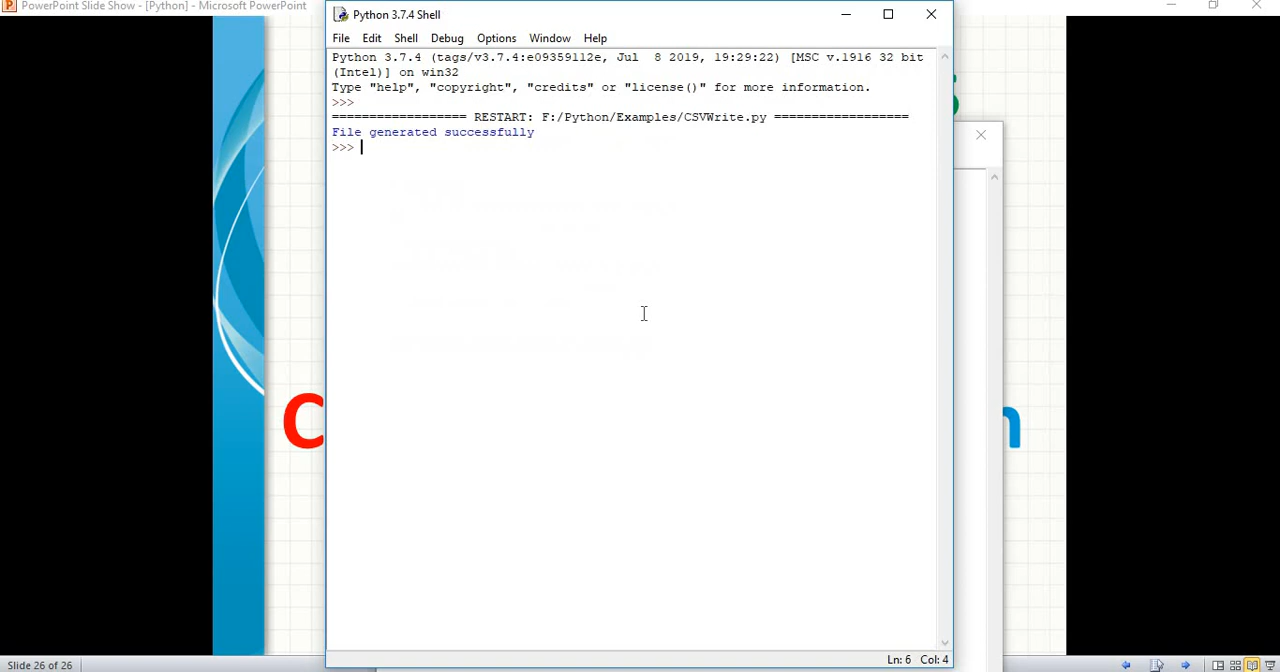 PowerPoint Slide Show - [Python] - Microsoft PowerPoint
Python 3.7.4 Shell
File Edit Shell Debug Options Window Help
Python 3.7.4 (tags/v3.7.4:e09359112e, Jul  8 2019, 19:29:22) [MSC v.1916 32 bit
(Intel)] on win32
Type "help", "copyright", "credits" or "license()" for more information.
>>>
================== RESTART: F:/Python/Examples/CSVWrite.py ==================
File generated successfully
>>>
C
n
Ln: 6 Col: 4
Slide 26 of 26